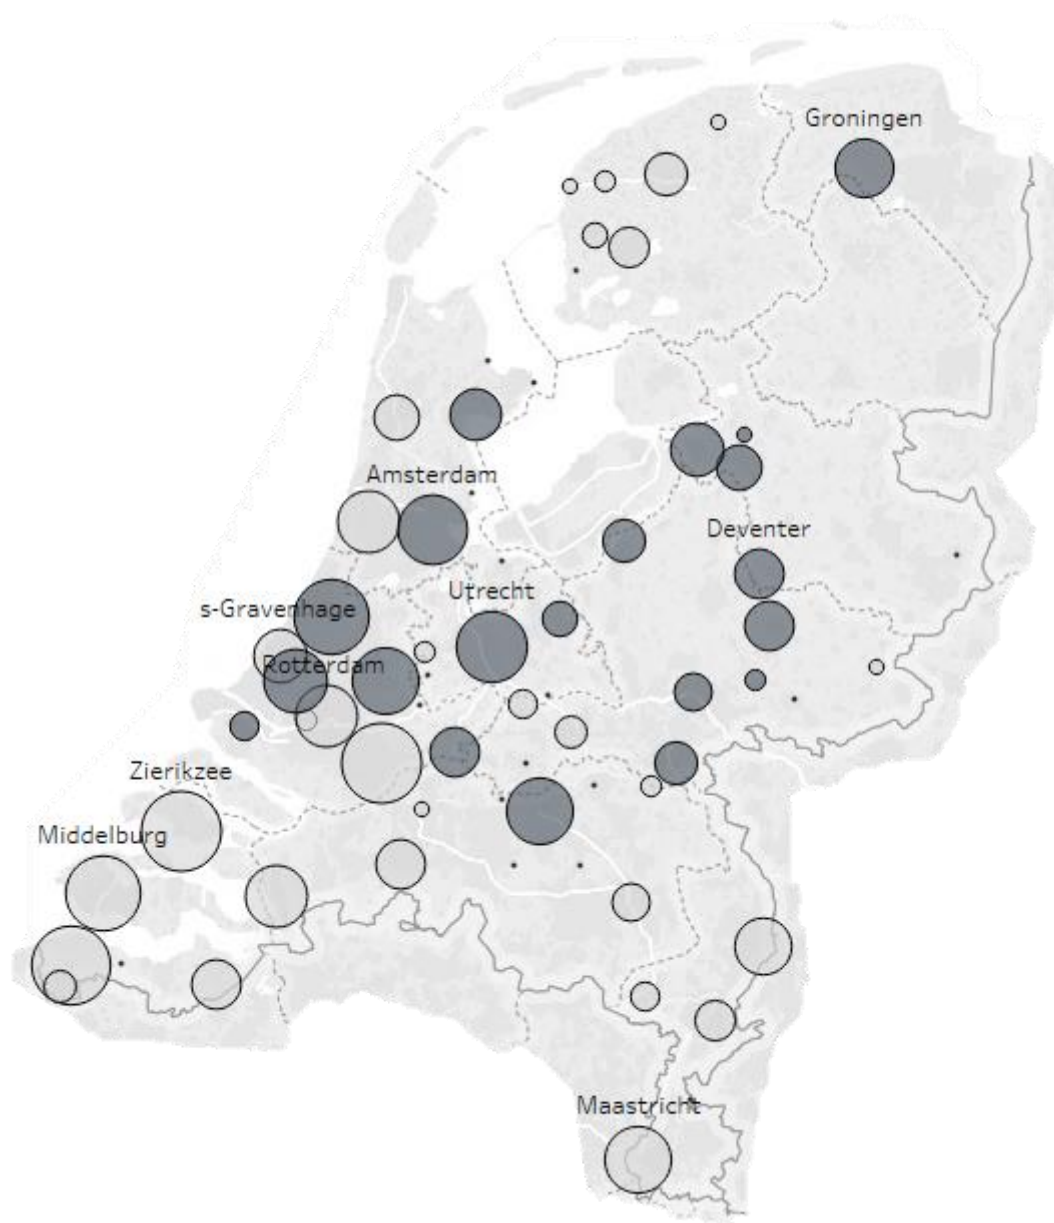 Groningen
Amsterdam
Deventer
Utrecht
s-Gravenhage
Rotterdam
Zierikzee
Middelburg
Maastricht